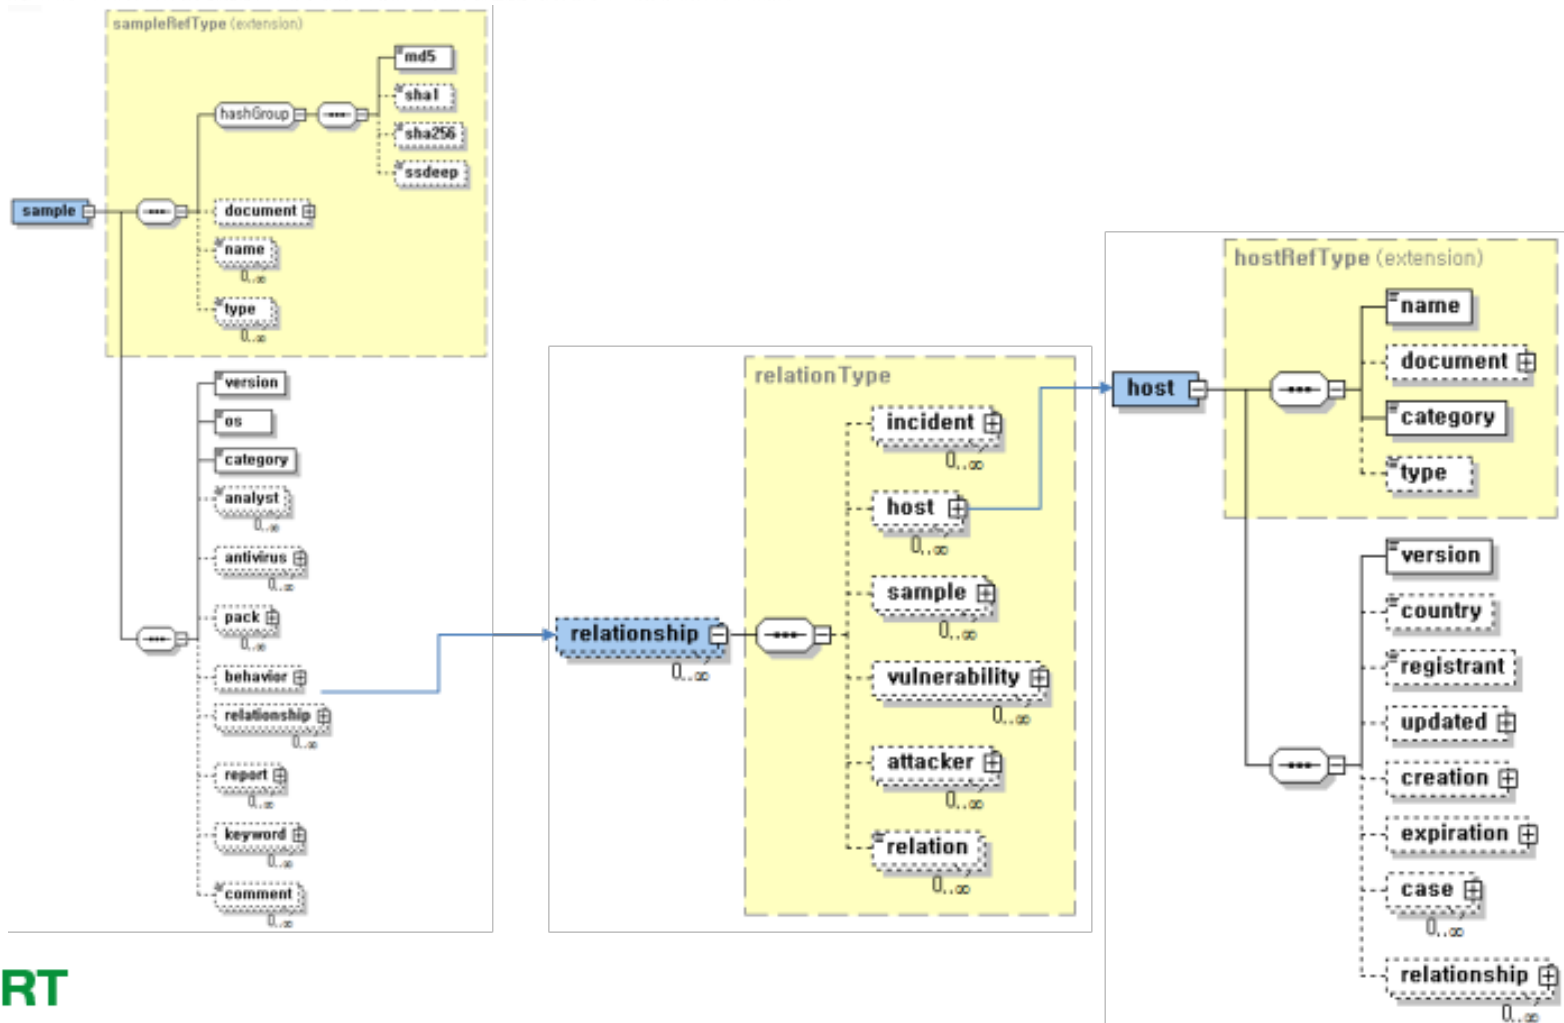 sampleRefType (extension)
md5
sha1
hashGroup
sha256
ssdeep
sample
document
name
0..∞
type
0..∞
version
os
category
analyst
0..∞
antivirus
0..∞
pack
0..∞
behavior
relationship
0..∞
report
0..∞
keyword
0..∞
comment
0..∞
relationship
0..∞
relationType
incident
0..∞
host
0..∞
sample
0..∞
vulnerability
0..∞
attacker
0..∞
relation
0..∞
host
hostRefType (extension)
name
document
category
type
version
country
registrant
updated
creation
expiration
case
0..∞
relationship
0..∞
RT